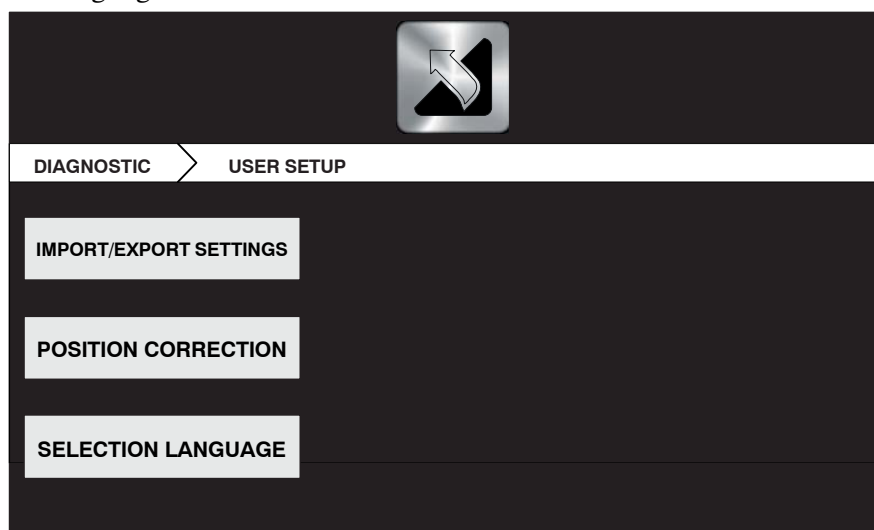 DIAGNOSTIC USER SETUP
IMPORT/EXPORT SETTINGS
POSITION CORRECTION
SELECTION LANGUAGE